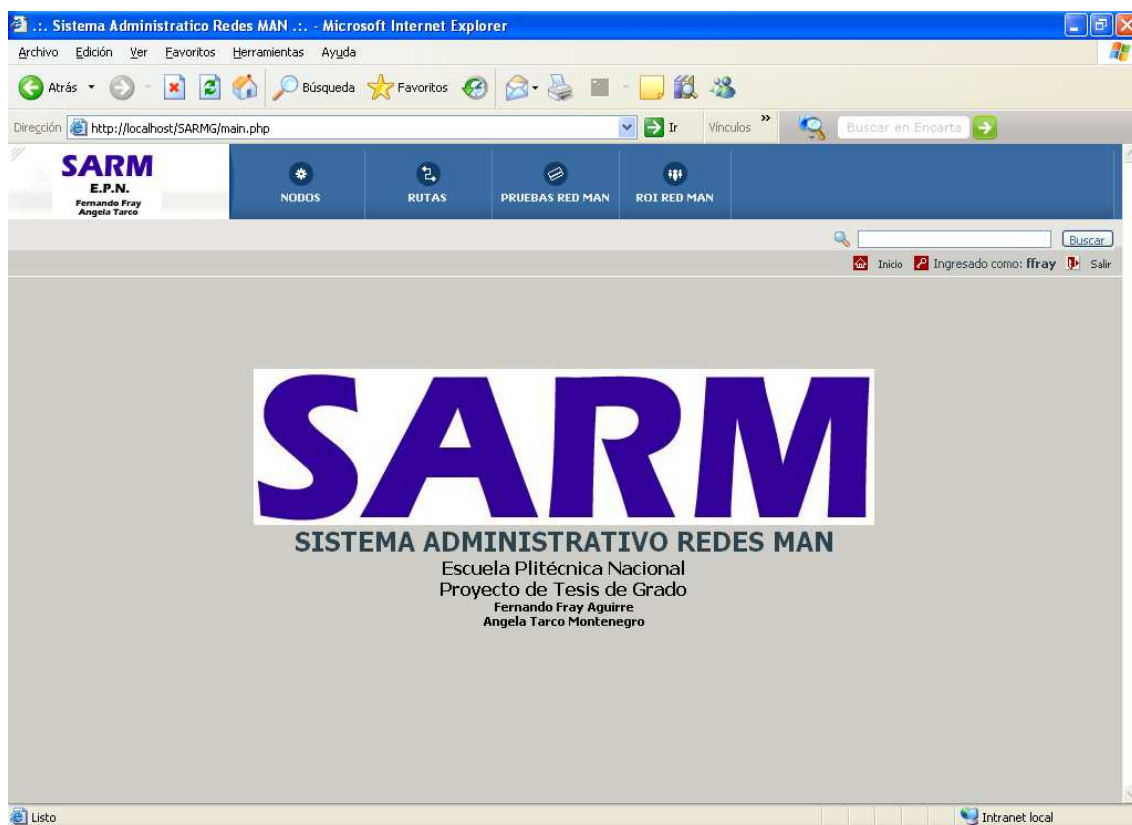 .:. Sistema Administratico Redes MAN .:. - Microsoft Internet Explorer
Archivo Edición Ver Favoritos Herramientas Ayuda
Atrás Búsqueda Favoritos
Dirección http://localhost/SARMG/main.php Ir Vínculos » Buscar en Encarta
SARM
E.P.N.
Fernando Fray
Angela Tarco
NODOS RUTAS PRUEBAS RED MAN ROI RED MAN
Buscar
Inicio Ingresado como: ffray Salir
SARM
SISTEMA ADMINISTRATIVO REDES MAN
Escuela Plitécnica Nacional
Proyecto de Tesis de Grado
Fernando Fray Aguirre
Angela Tarco Montenegro
Listo Intranet local